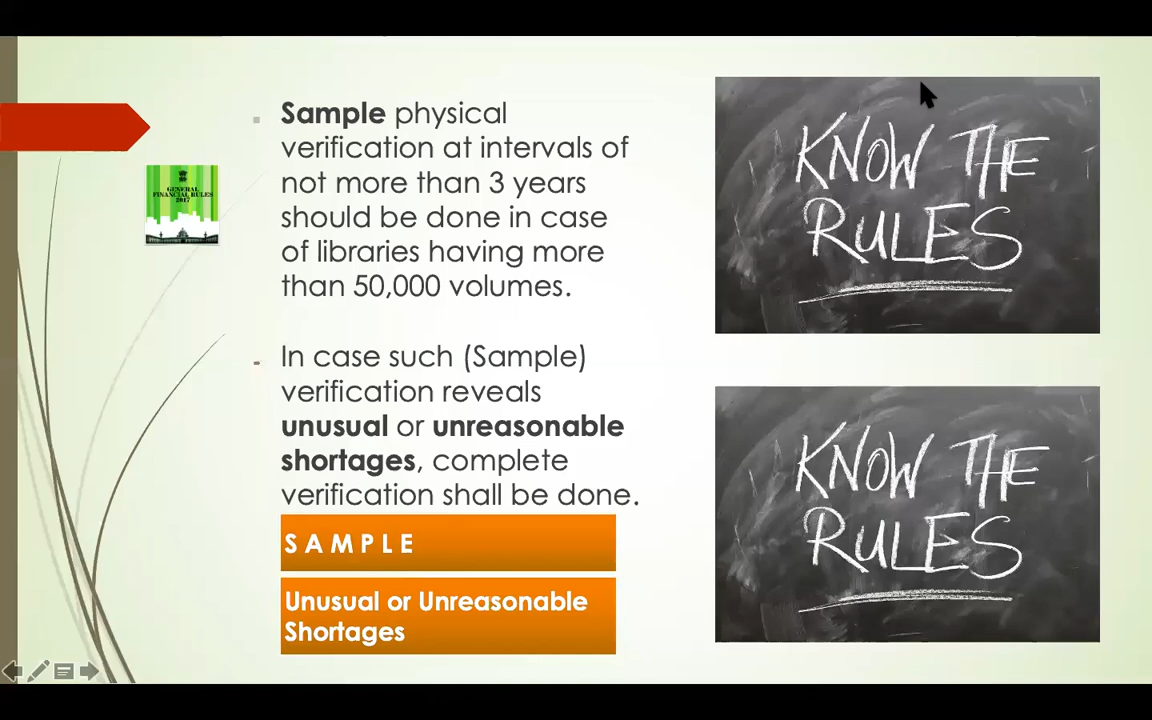 Sample physical
verification at intervals of
not more than 3 years
should be done in case
of libraries having more
than 50,000 volumes.
In case such (Sample)
verification reveals
unusual or unreasonable
shortages, complete
verification shall be done.
SAMPLE
Unusual or Unreasonable
Shortages
GENERAL
FINANCIAL RULES
2017
KNOW THE
RULES
KNOW THE
RULES